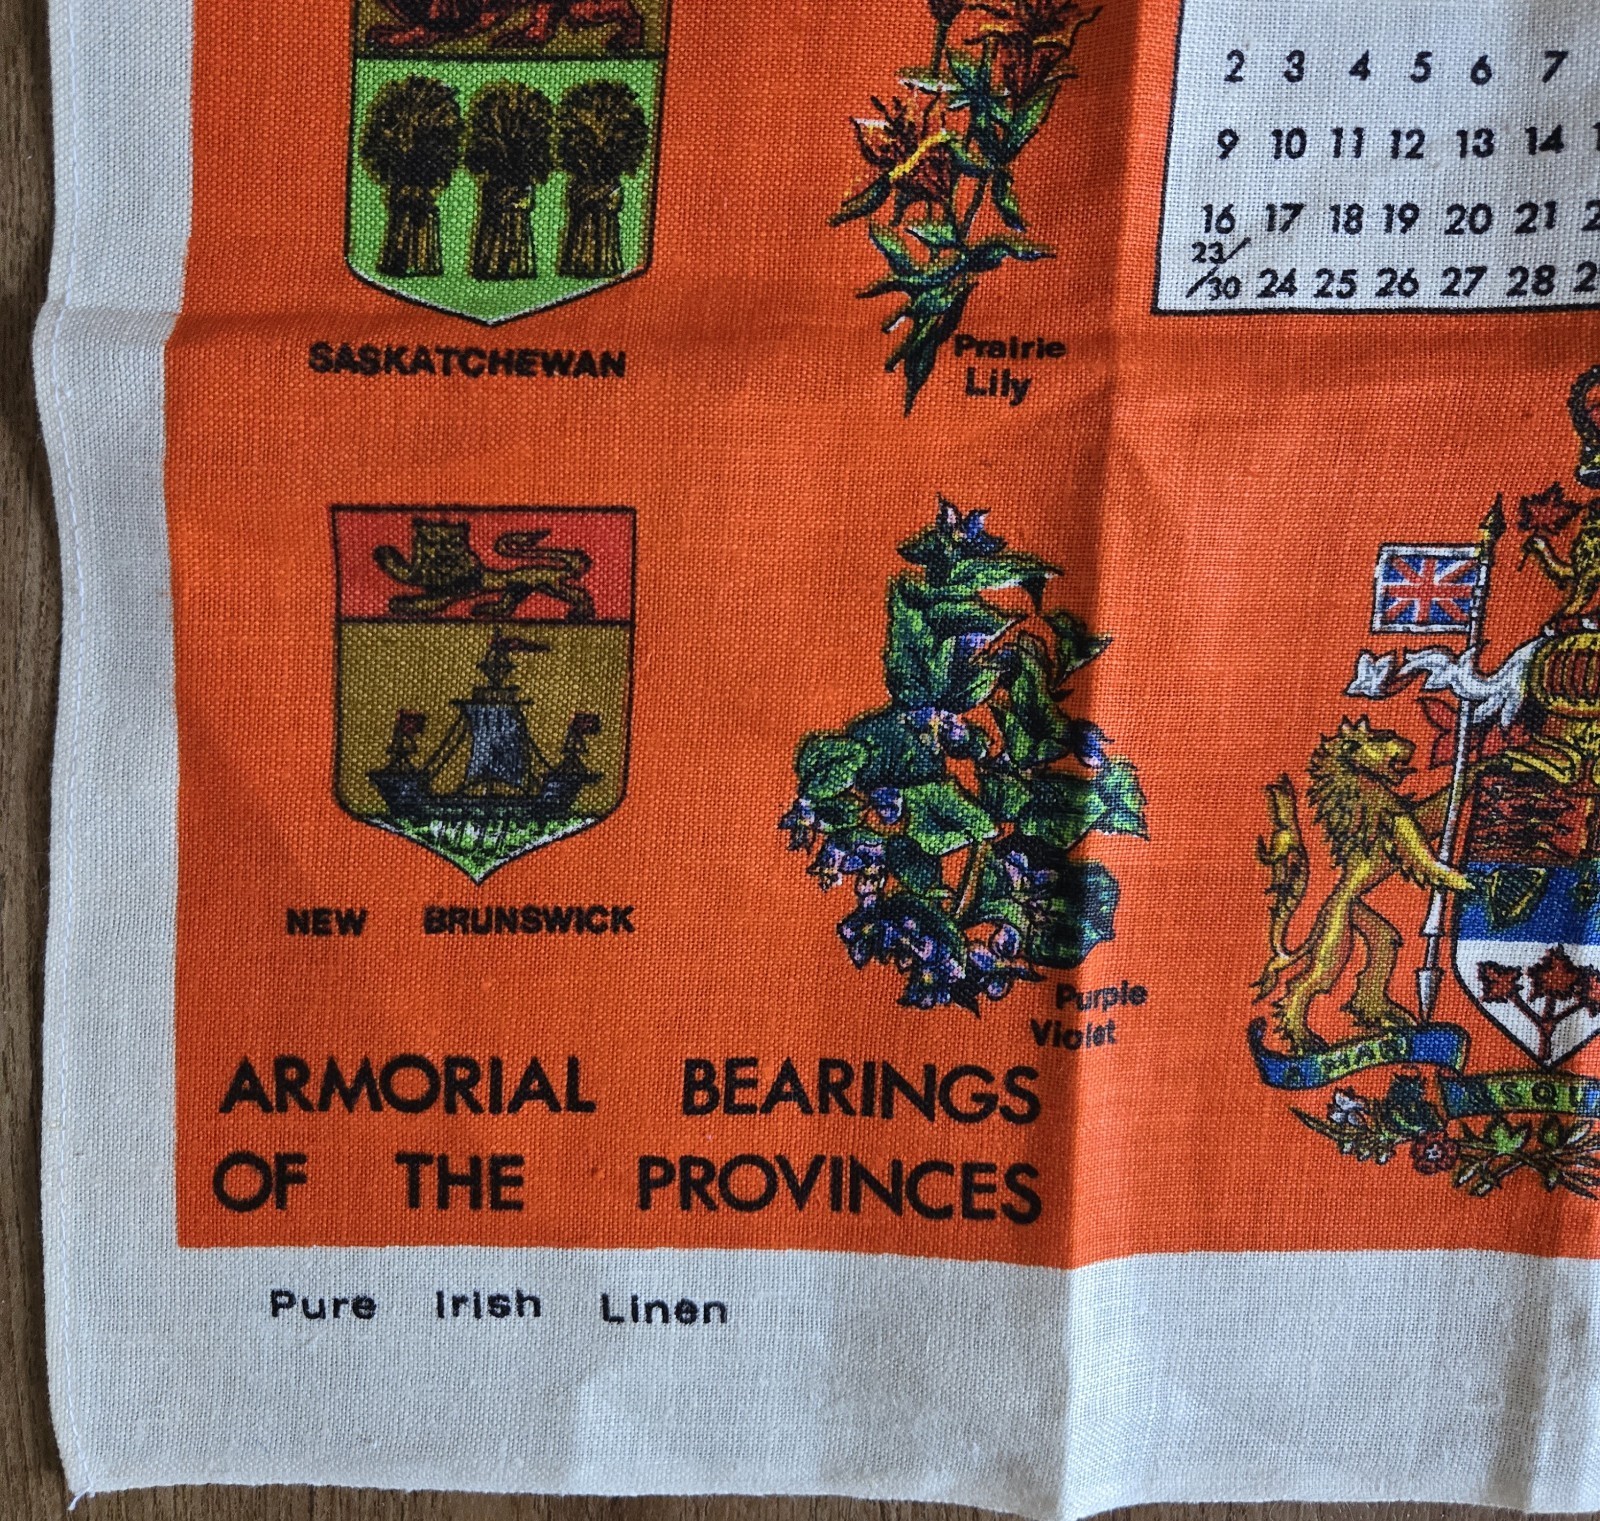 2 3 4 5 6 7
9 10 11 12 13 14
16 17 18 19 20 21
23/30 24 25 26 27 28
SASKATCHEWAN
Prairie
Lily
NEW BRUNSWICK
Purple
Violet
A MARI
ARMORIAL BEARINGS
OF THE PROVINCES
Pure Irish Linen